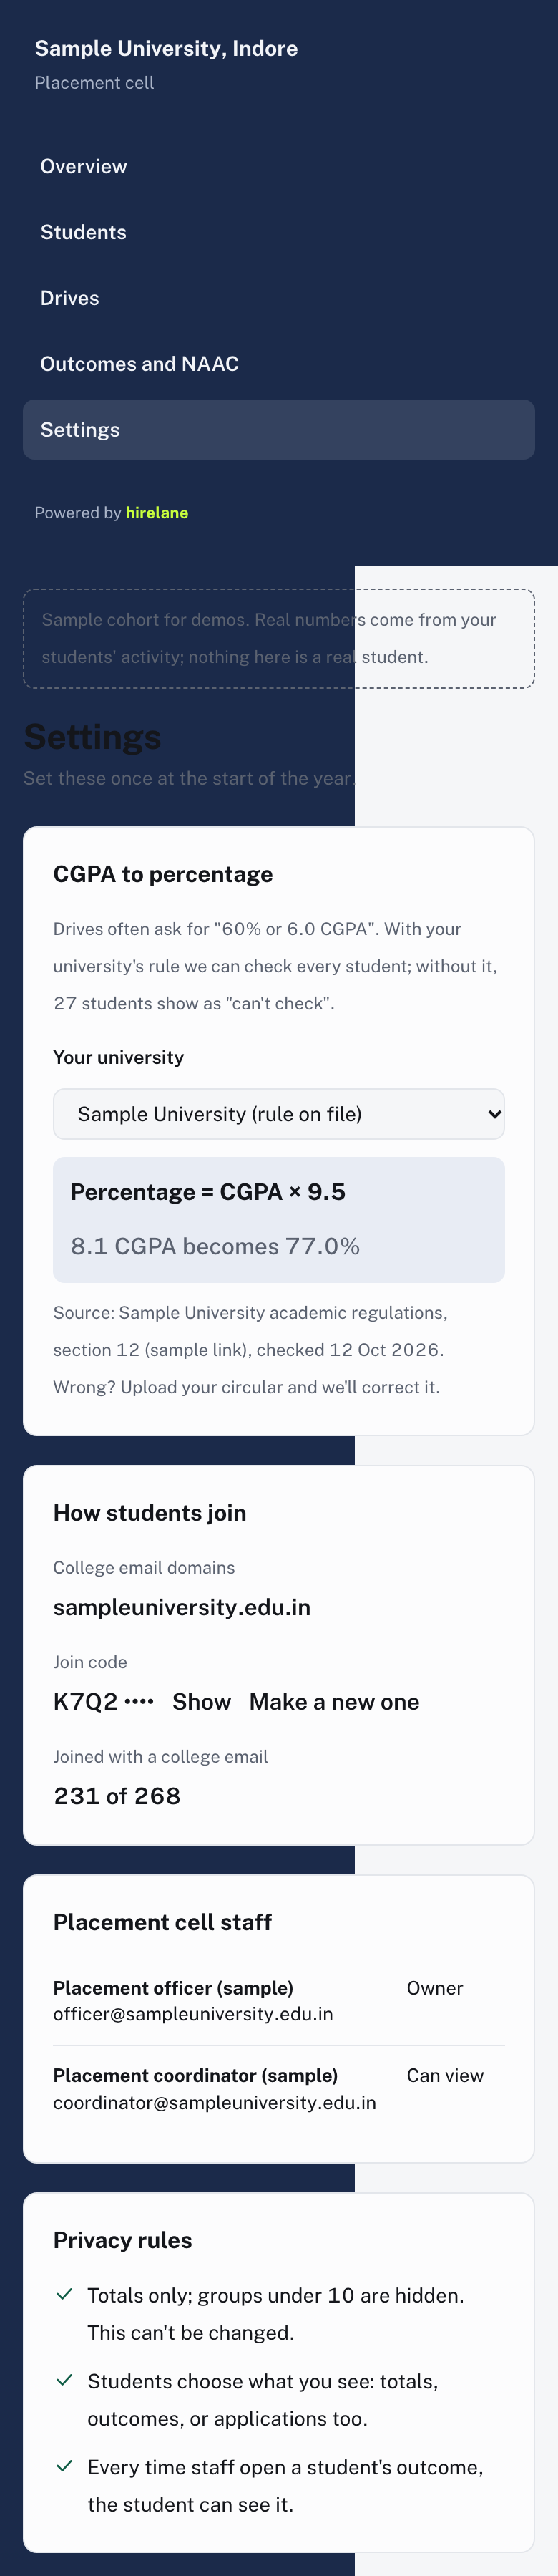 Sample University, Indore
Placement cell
Overview
Students
Drives
Outcomes and NAAC
Settings
Powered by hirelane
Sample cohort for demos. Real numbers come from your
students' activity; nothing here is a real student.
Settings
Set these once at the start of the year.
CGPA to percentage
Drives often ask for "60% or 6.0 CGPA". With your
university's rule we can check every student; without it,
27 students show as "can't check".
Your university
Sample University (rule on file)
Percentage = CGPA × 9.5
8.1 CGPA becomes 77.0%
Source: Sample University academic regulations,
section 12 (sample link), checked 12 Oct 2026.
Wrong? Upload your circular and we'll correct it.
How students join
College email domains
sampleuniversity.edu.in
Join code
K7Q2 •••• Show Make a new one
Joined with a college email
231 of 268
Placement cell staff
Placement officer (sample) Owner
officer@sampleuniversity.edu.in
Placement coordinator (sample) Can view
coordinator@sampleuniversity.edu.in
Privacy rules
Totals only; groups under 10 are hidden.
This can't be changed.
Students choose what you see: totals,
outcomes, or applications too.
Every time staff open a student's outcome,
the student can see it.